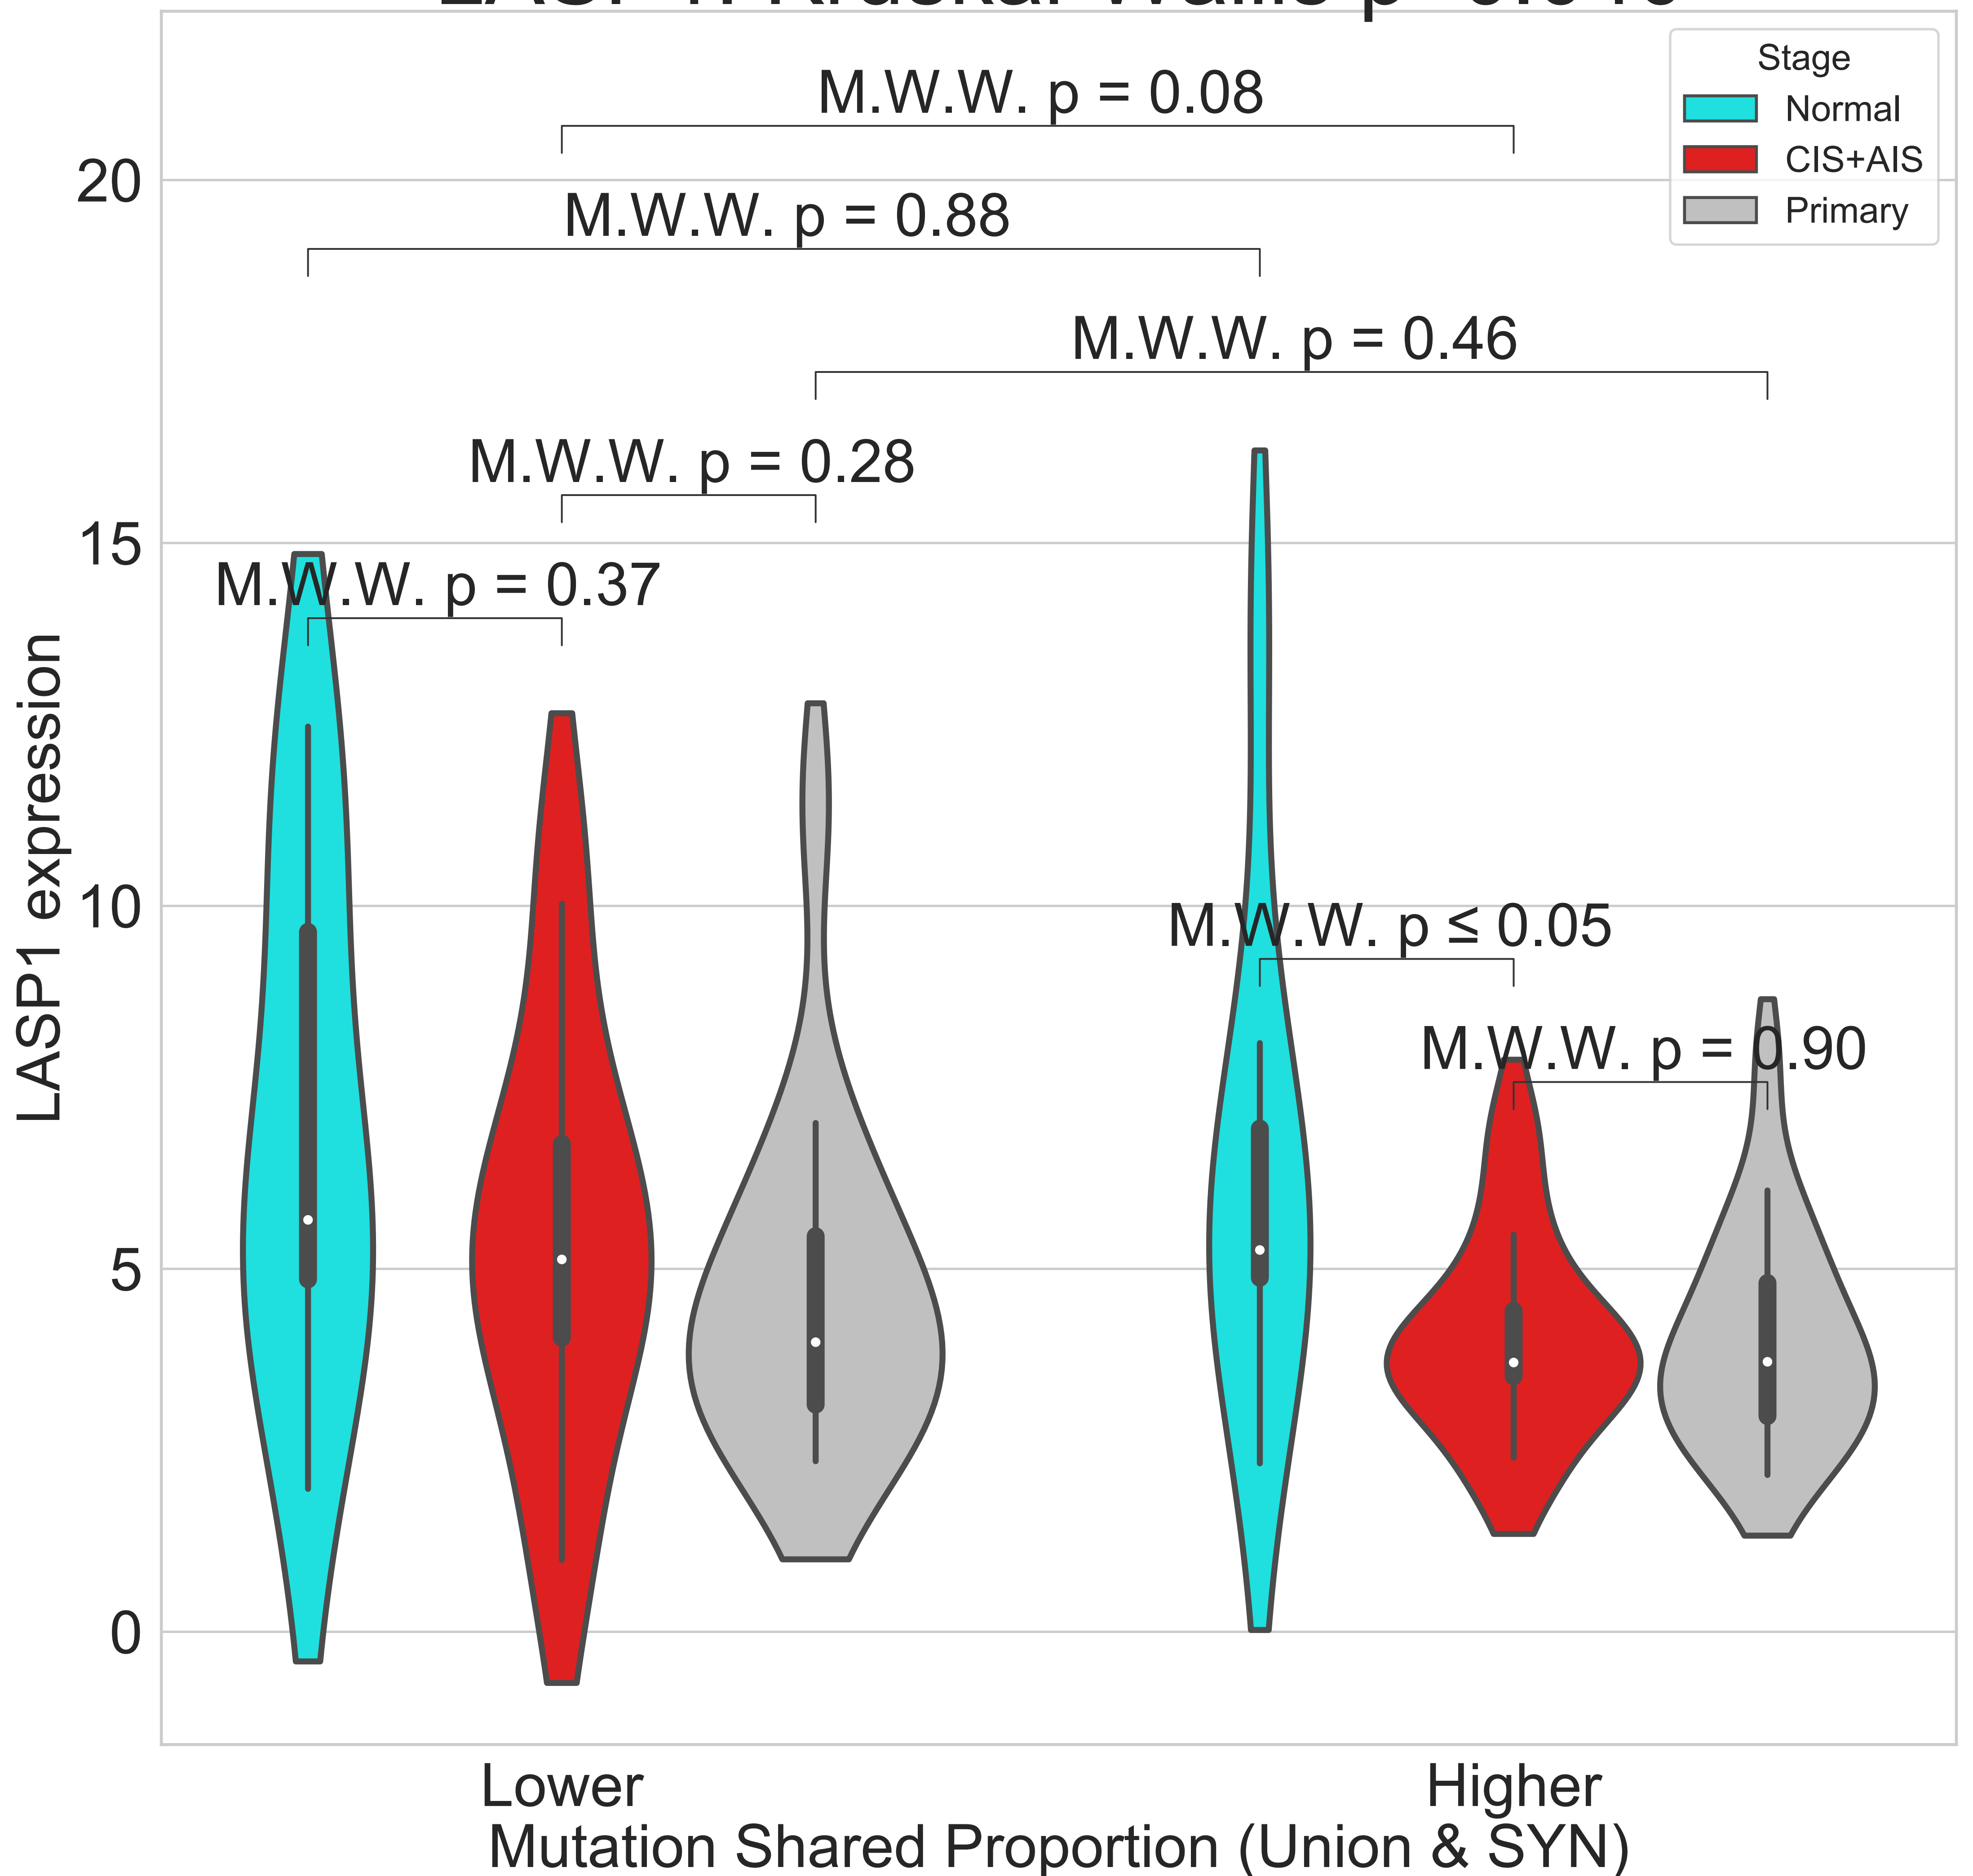 M.W.W. p = 0.08
M.W.W. p = 0.88
M.W.W. p = 0.46
M.W.W. p = 0.28
M.W.W. p = 0.37
M.W.W. p ≤ 0.05
M.W.W. p = 0.90
Stage
Normal
CIS+AIS
Primary
LASP1 expression
20
15
10
5
0
Lower
Higher
Mutation Shared Proportion (Union & SYN)